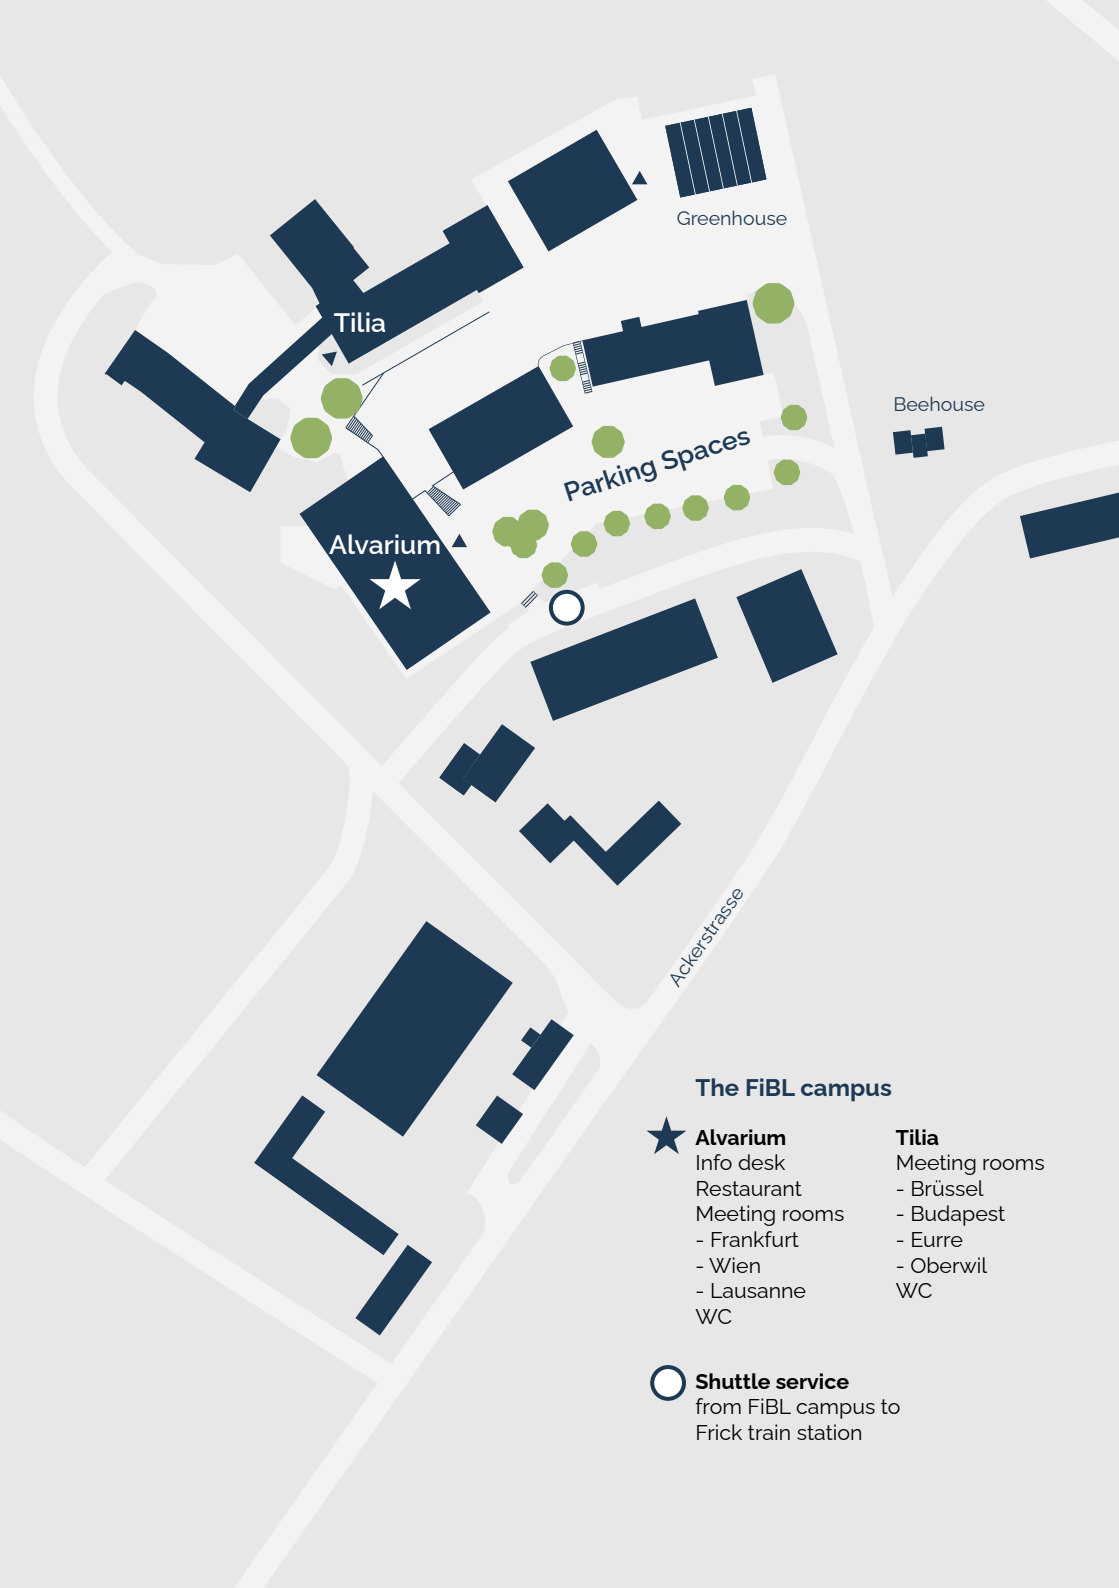 Greenhouse
Tilia
Beehouse
Parking Spaces
Alvarium
Ackerstrasse
The FiBL campus
Alvarium
Info desk
Restaurant
Meeting rooms
- Frankfurt
- Wien
- Lausanne
WC
Tilia
Meeting rooms
- Brüssel
- Budapest
- Eurre
- Oberwil
WC
Shuttle service
from FiBL campus to
Frick train station